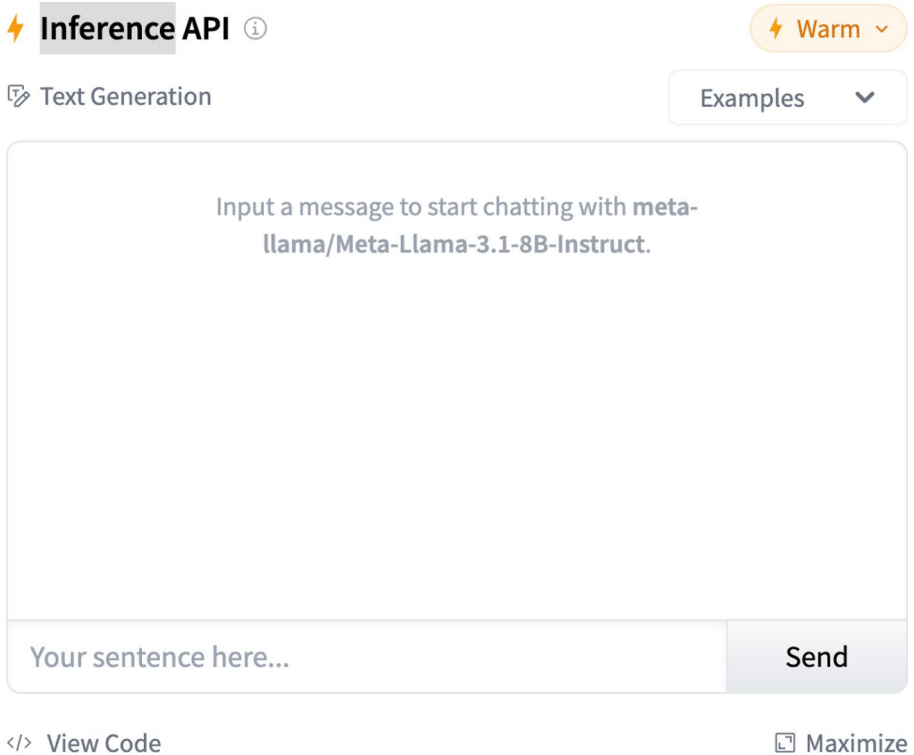 Inference API
Warm
Text Generation
Examples
Input a message to start chatting with meta-
llama/Meta-Llama-3.1-8B-Instruct.
Your sentence here...
Send
</> View Code
Maximize